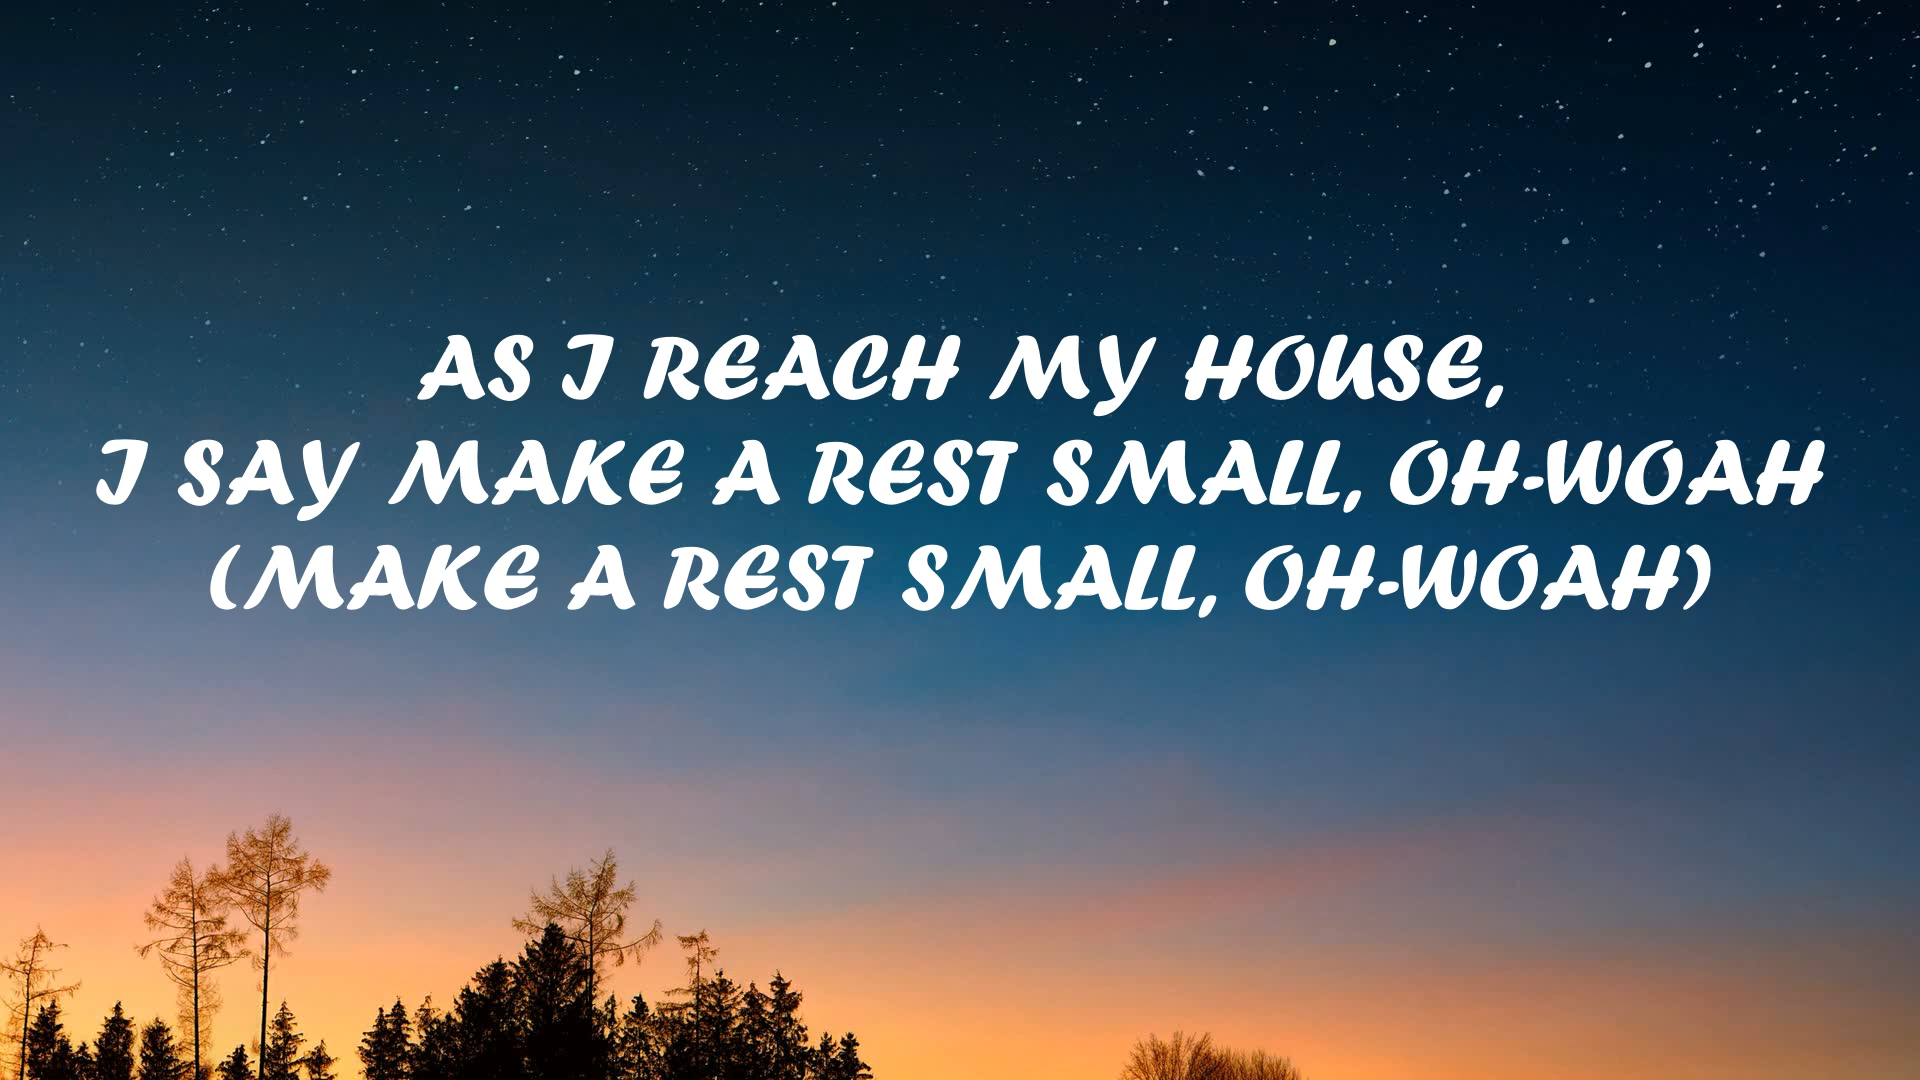 AS I REACH MY HOUSE,
I SAY MAKE A REST SMALL, OH-WOAH
(MAKE A REST SMALL, OH-WOAH)